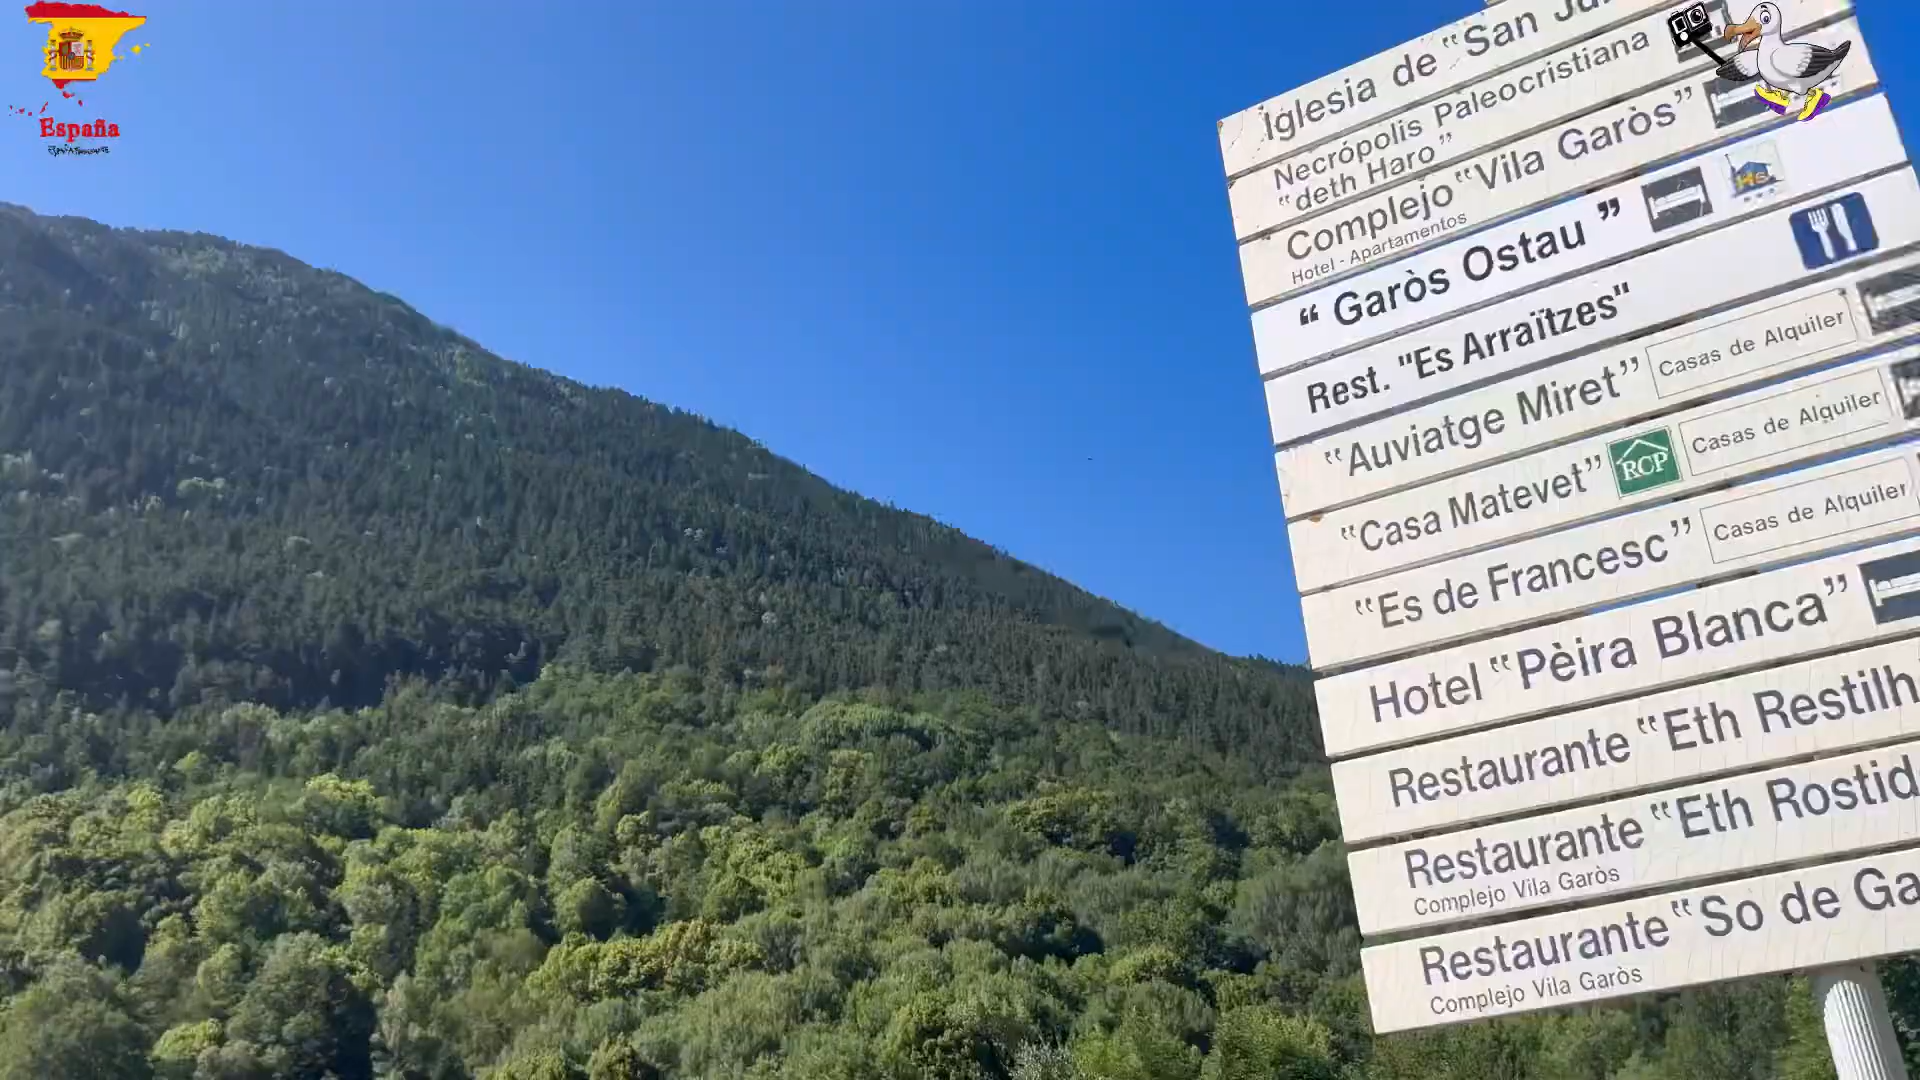 España
Iglesia de “San
Necrópolis Paleocristiana
“deth Haro”
Complejo “Vila Garòs”
Hotel - Apartamentos
“ Garòs Ostau ”
Hs
Rest. "Es Arraïtzes"
“Auviatge Miret” Casas de Alquiler
“Casa Matevet” RCP Casas de Alquiler
“Es de Francesc” Casas de Alquiler
Hotel “Pèira Blanca”
Restaurante “Eth Restilh
Restaurante “Eth Rostid
Complejo Vila Garòs
Restaurante “So de Ga
Complejo Vila Garòs